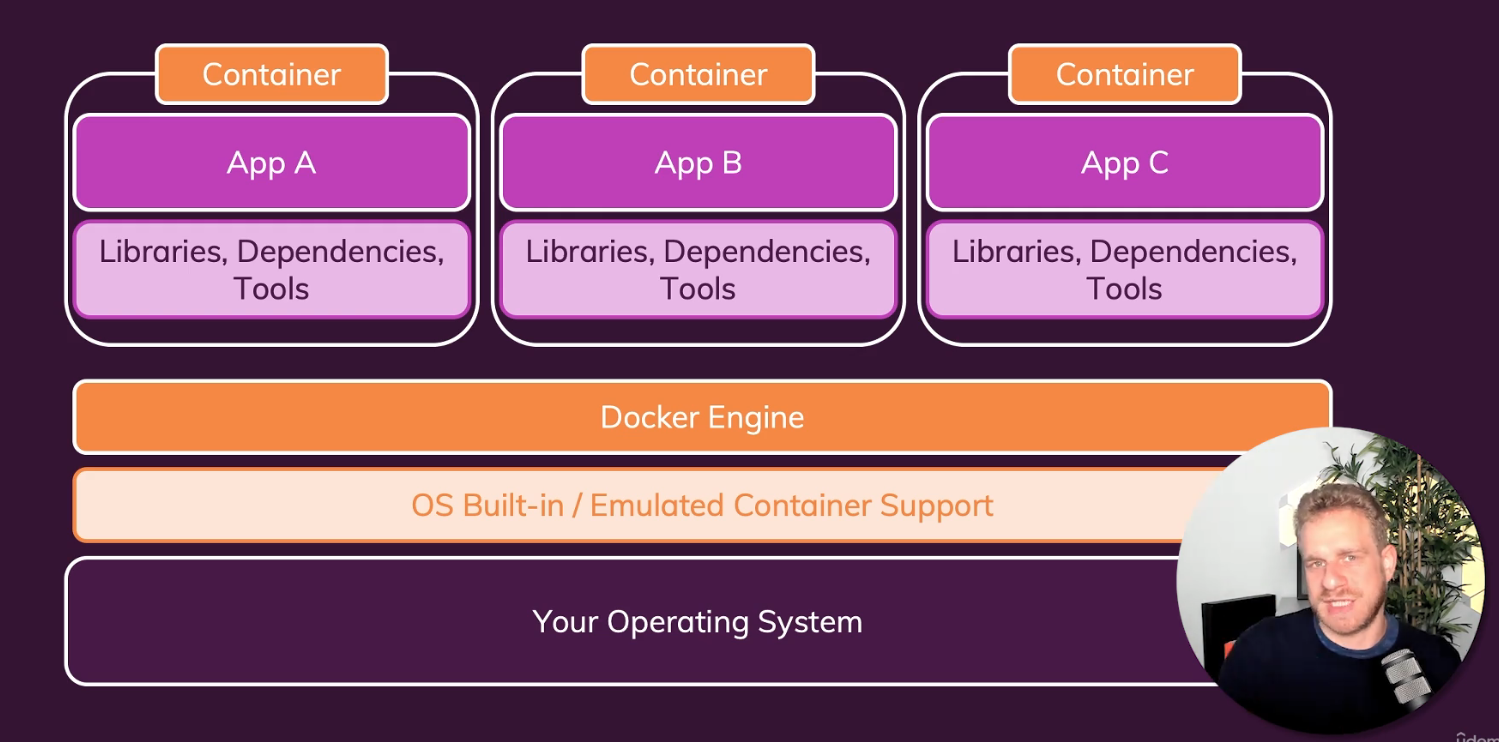 Container
Container
Container
App A
App B
App C
Libraries, Dependencies,
Tools
Libraries, Dependencies,
Tools
Libraries, Dependencies,
Tools
Docker Engine
OS Built-in / Emulated Container Support
Your Operating System